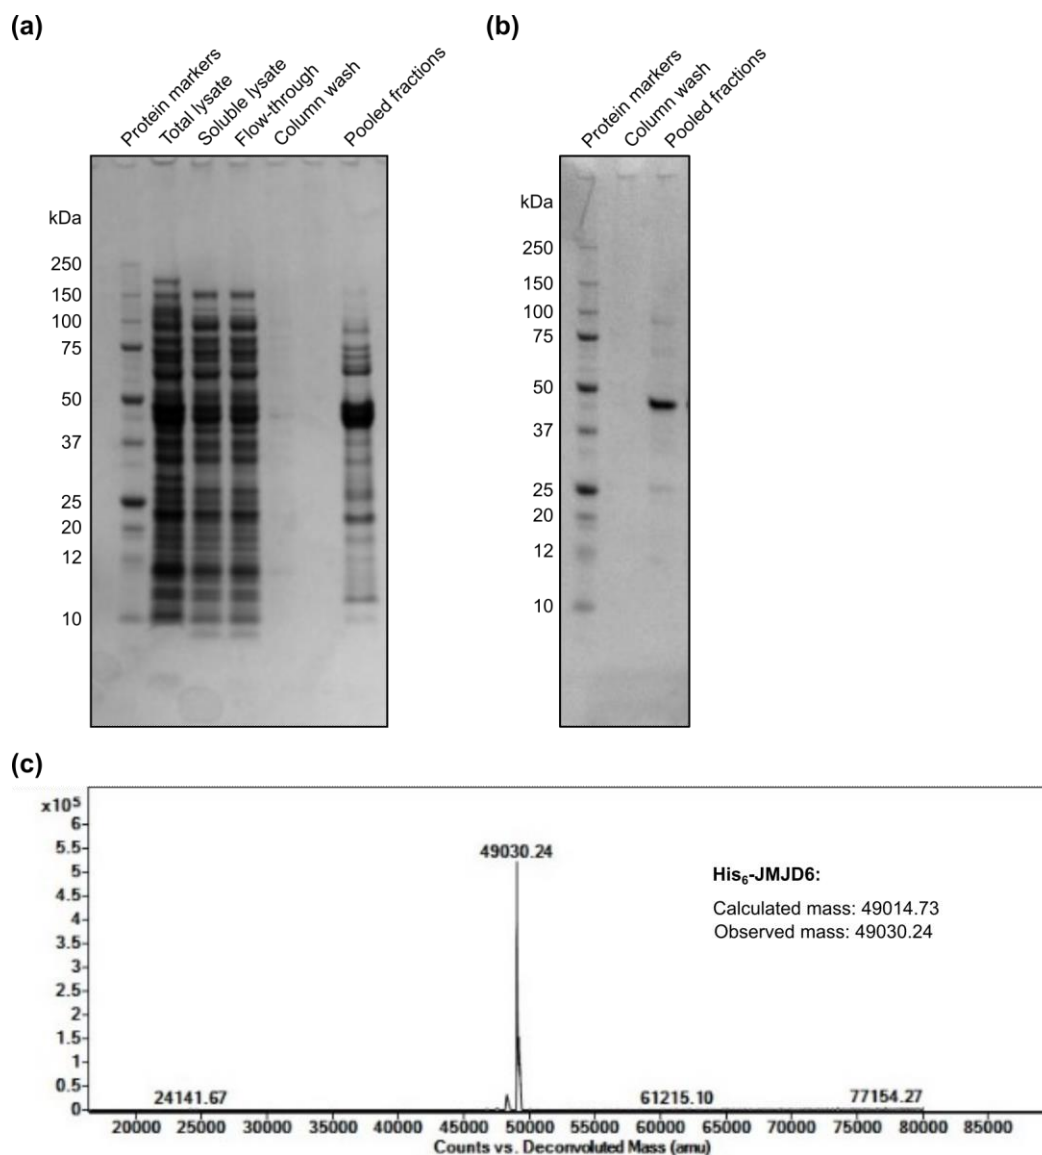 (a)
Protein markers
Total lysate
Soluble lysate
Flow-through
Column wash
Pooled fractions
kDa
250
150
100
75
50
37
25
20
12
10
(b)
Protein markers
Column wash
Pooled fractions
kDa
250
150
100
75
50
37
25
20
12
10
(c)
x10⁵
6
5.5
5
4.5
4
3.5
3
2.5
2
1.5
1
0.5
0
49030.24
His₆-JMJD6:
Calculated mass: 49014.73
Observed mass: 49030.24
24141.67
61215.10
77154.27
20000 25000 30000 35000 40000 45000 50000 55000 60000 65000 70000 75000 80000 85000
Counts vs. Deconvoluted Mass (amu)